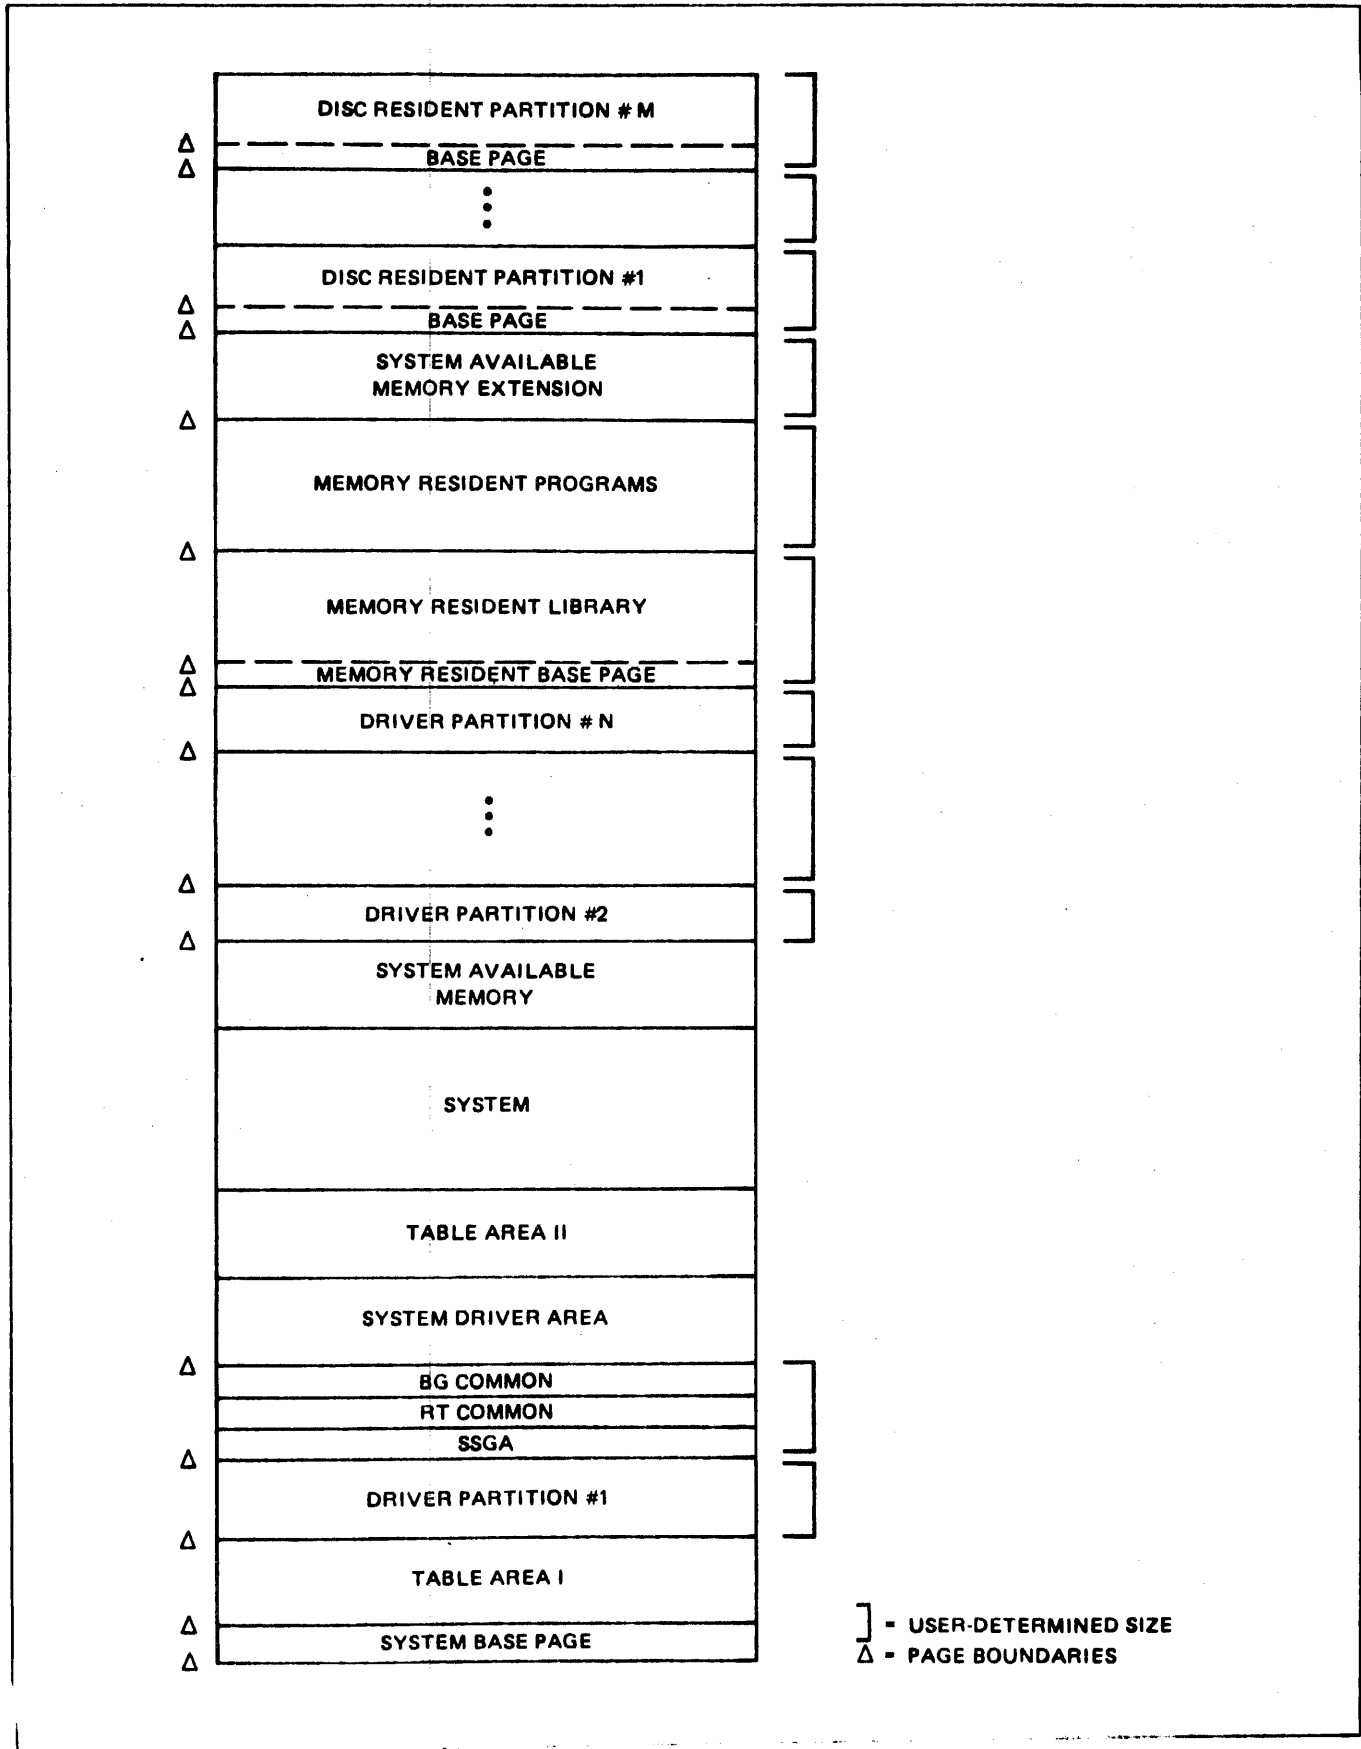 DISC RESIDENT PARTITION # M
Δ
BASE PAGE
Δ
DISC RESIDENT PARTITION #1
Δ
BASE PAGE
Δ
SYSTEM AVAILABLE
MEMORY EXTENSION
Δ
MEMORY RESIDENT PROGRAMS
Δ
MEMORY RESIDENT LIBRARY
Δ
MEMORY RESIDENT BASE PAGE
Δ
DRIVER PARTITION # N
Δ
Δ
DRIVER PARTITION #2
Δ
SYSTEM AVAILABLE
MEMORY
SYSTEM
TABLE AREA II
SYSTEM DRIVER AREA
Δ
BG COMMON
RT COMMON
SSGA
Δ
DRIVER PARTITION #1
Δ
TABLE AREA I
Δ
SYSTEM BASE PAGE
Δ
] = USER-DETERMINED SIZE
Δ = PAGE BOUNDARIES